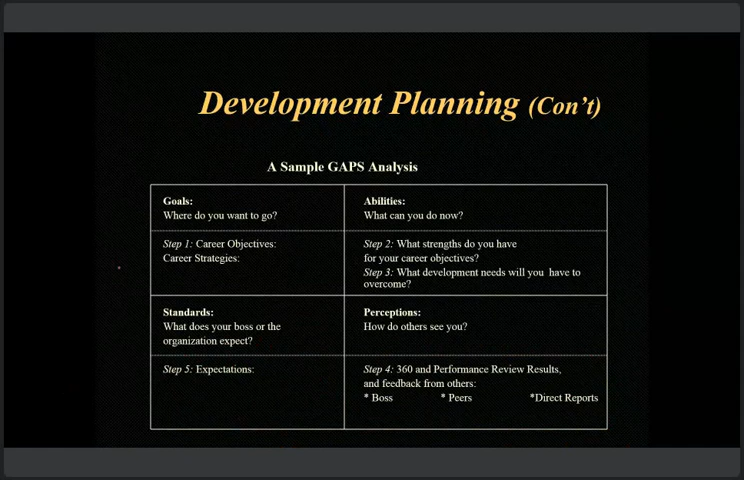 Development Planning (Con't)
A Sample GAPS Analysis
Goals:
Where do you want to go?
Abilities:
What can you do now?
Step 1: Career Objectives:
Career Strategies:
Step 2: What strengths do you have
for your career objectives?
Step 3: What development needs will you have to
overcome?
Standards:
What does your boss or the
organization expect?
Perceptions:
How do others see you?
Step 5: Expectations:
Step 4: 360 and Performance Review Results,
and feedback from others:
* Boss * Peers *Direct Reports